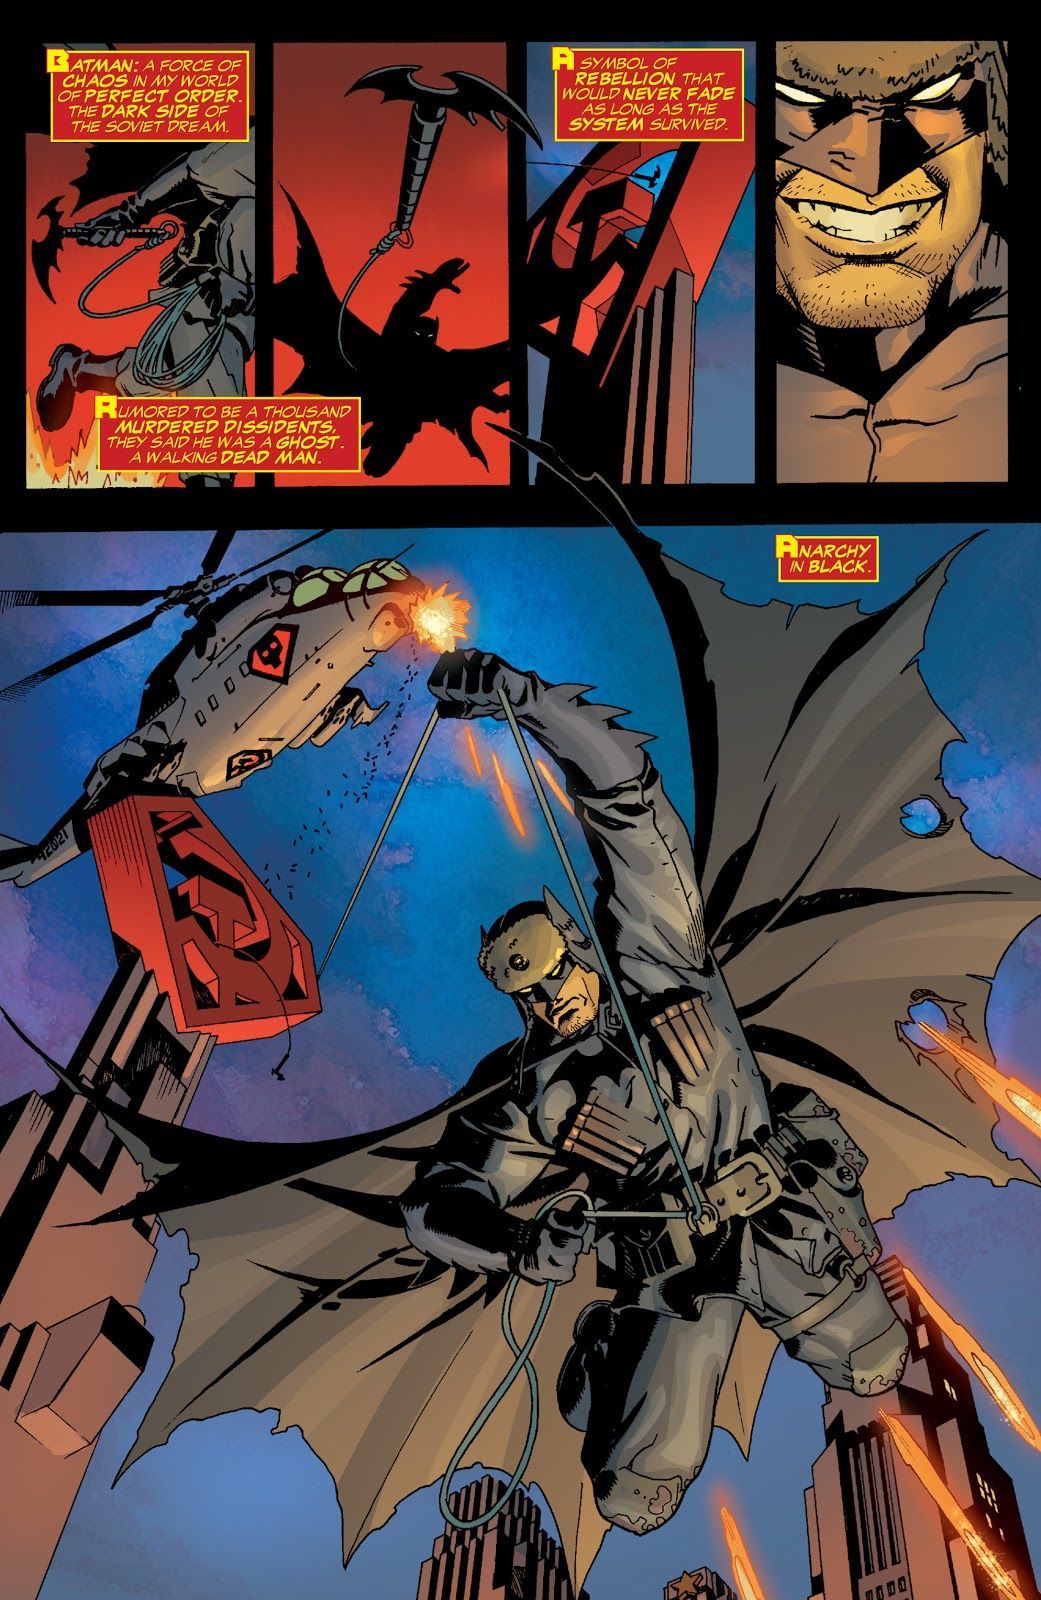 BATMAN: A FORCE OF
CHAOS IN MY WORLD
OF PERFECT ORDER.
THE DARK SIDE OF
THE SOVIET DREAM.
RUMORED TO BE A THOUSAND
MURDERED DISSIDENTS,
THEY SAID HE WAS A GHOST.
A WALKING DEAD MAN.
A SYMBOL OF
REBELLION THAT
WOULD NEVER FADE
AS LONG AS THE
SYSTEM SURVIVED.
ANARCHY
IN BLACK.